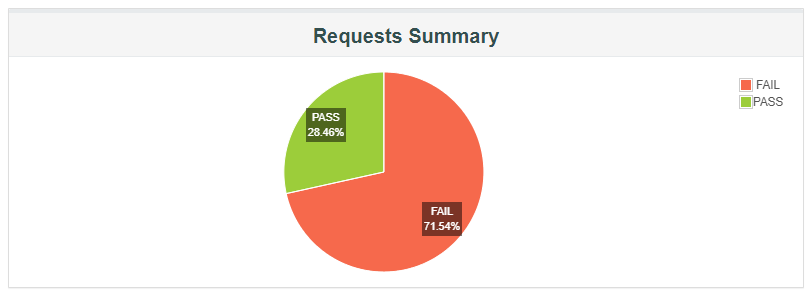 Requests Summary
FAIL
PASS
PASS
28.46%
FAIL
71.54%